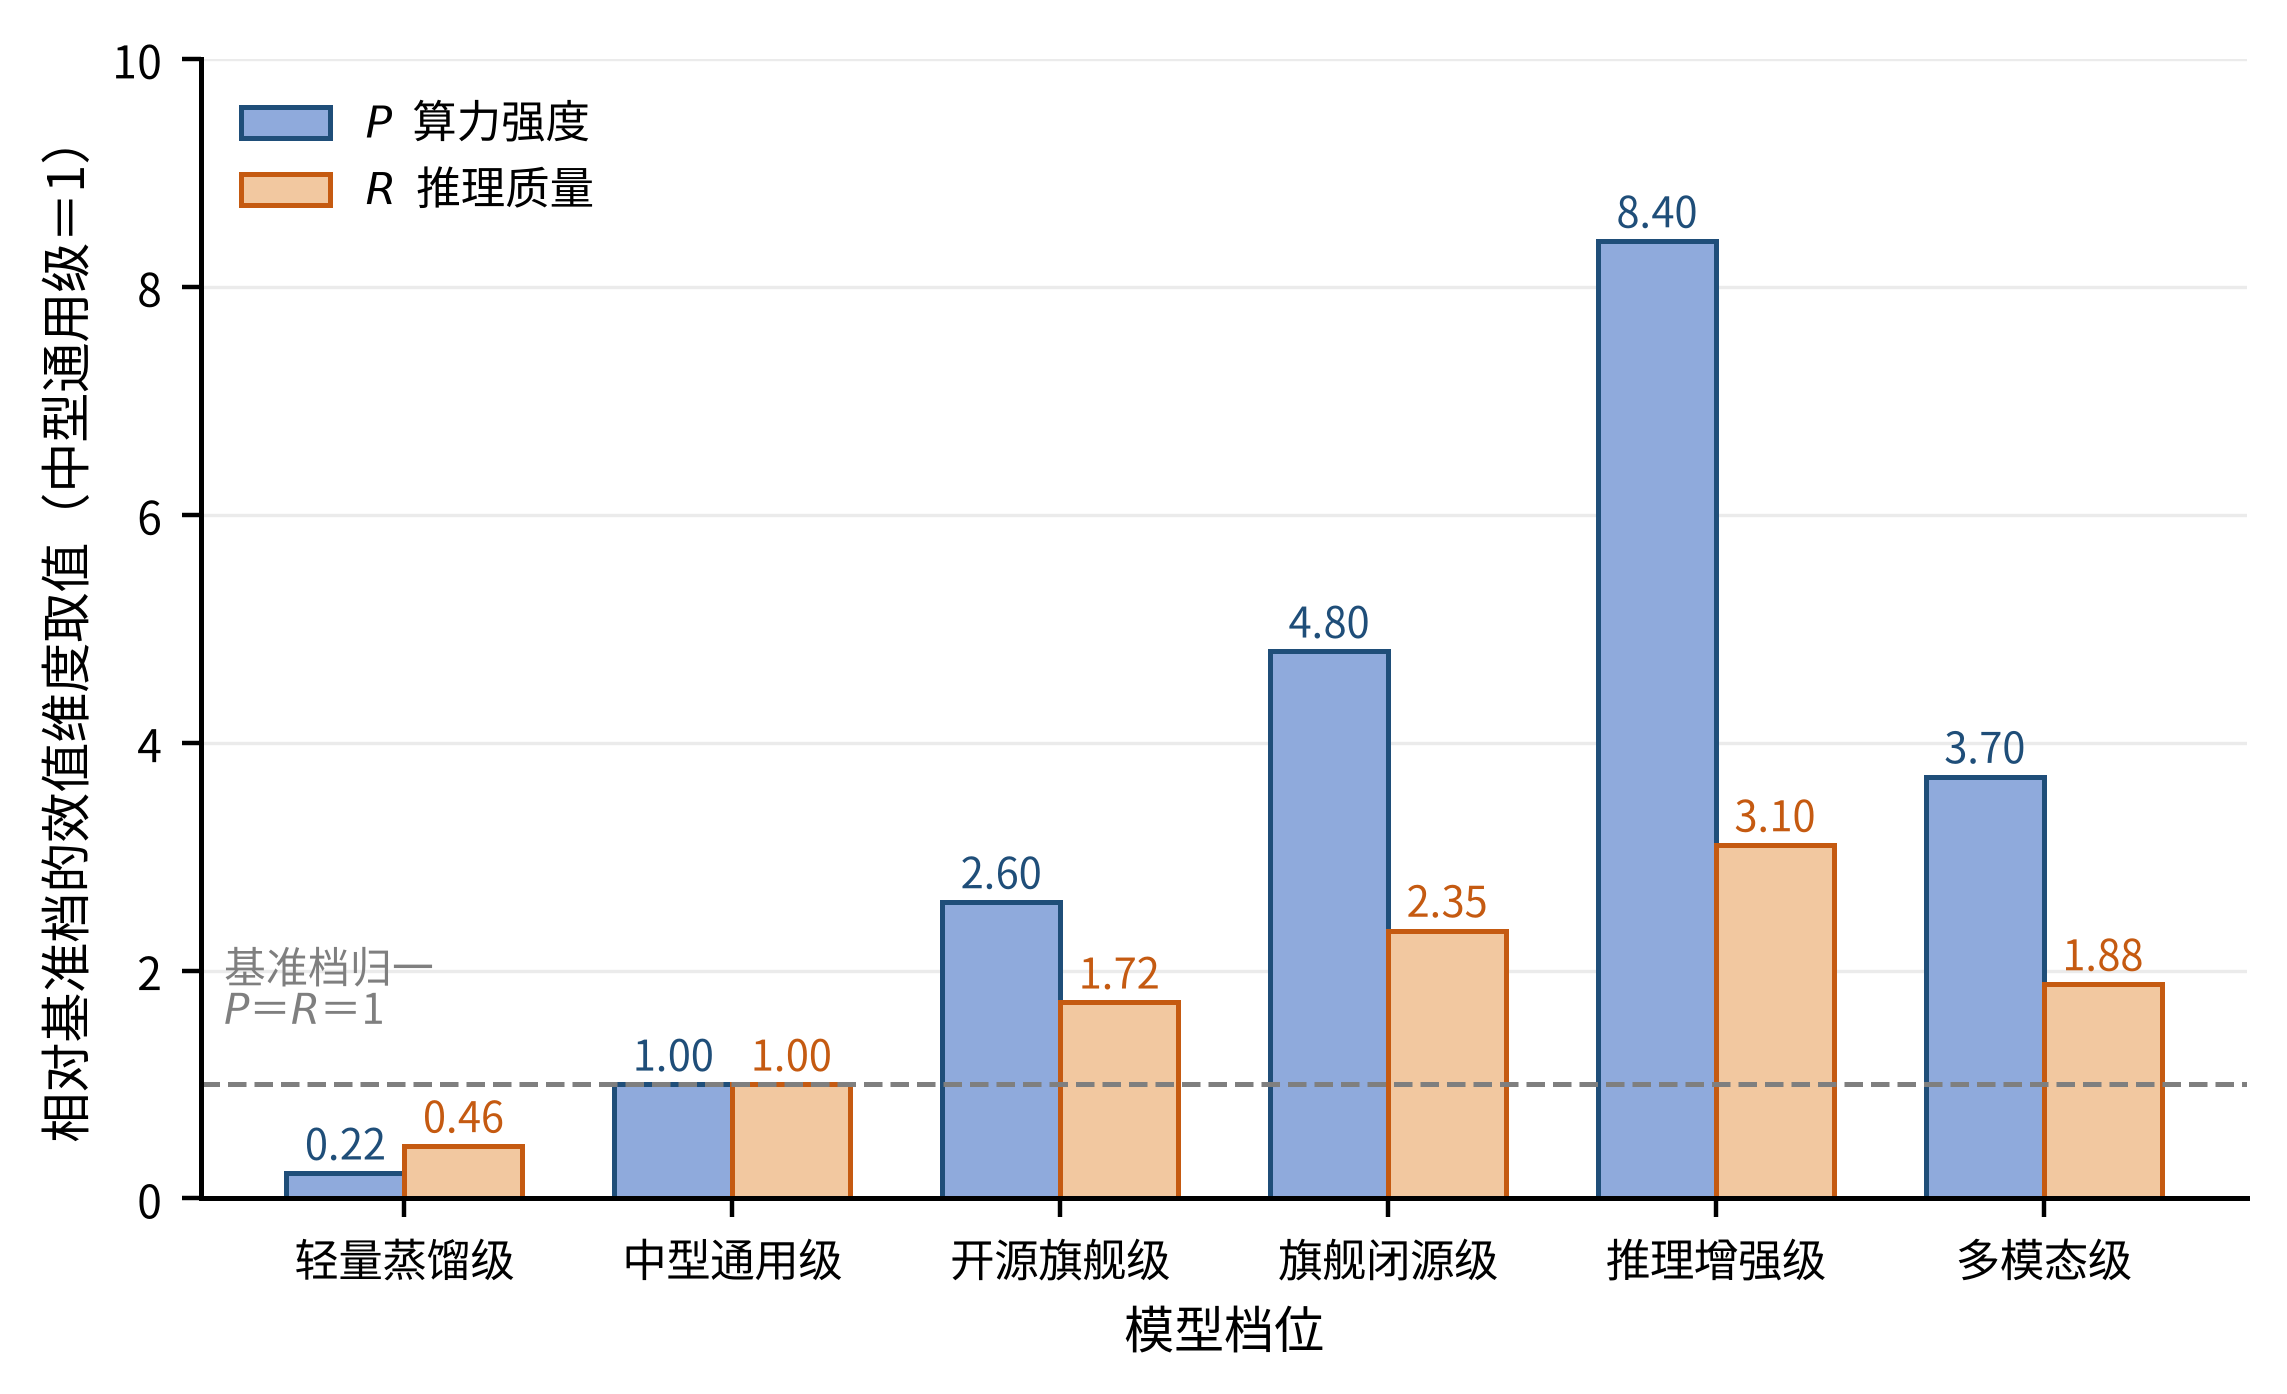 相对基准档的效值维度取值（中型通用级＝1）
10
8
6
4
2
0
P 算力强度
R 推理质量
基准档归一
P＝R＝1
0.22
0.46
1.00
1.00
2.60
1.72
4.80
2.35
8.40
3.10
3.70
1.88
轻量蒸馏级
中型通用级
开源旗舰级
旗舰闭源级
推理增强级
多模态级
模型档位